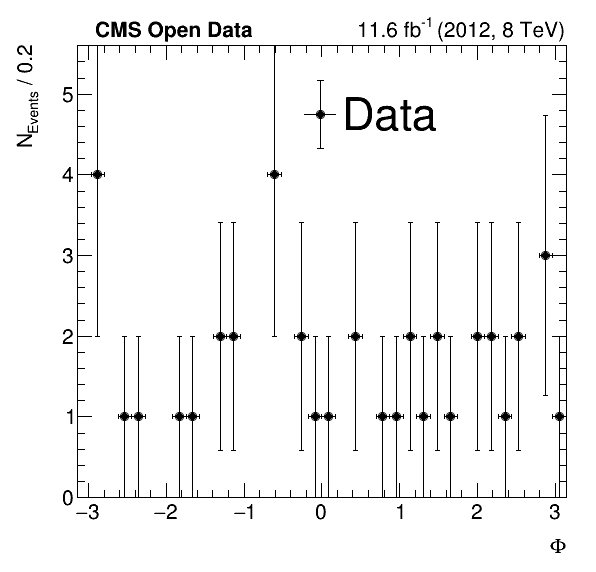 CMS Open Data 11.6 fb⁻¹ (2012, 8 TeV)
N_Events / 0.2
Data
5
4
3
2
1
0
−3 −2 −1 0 1 2 3
Φ